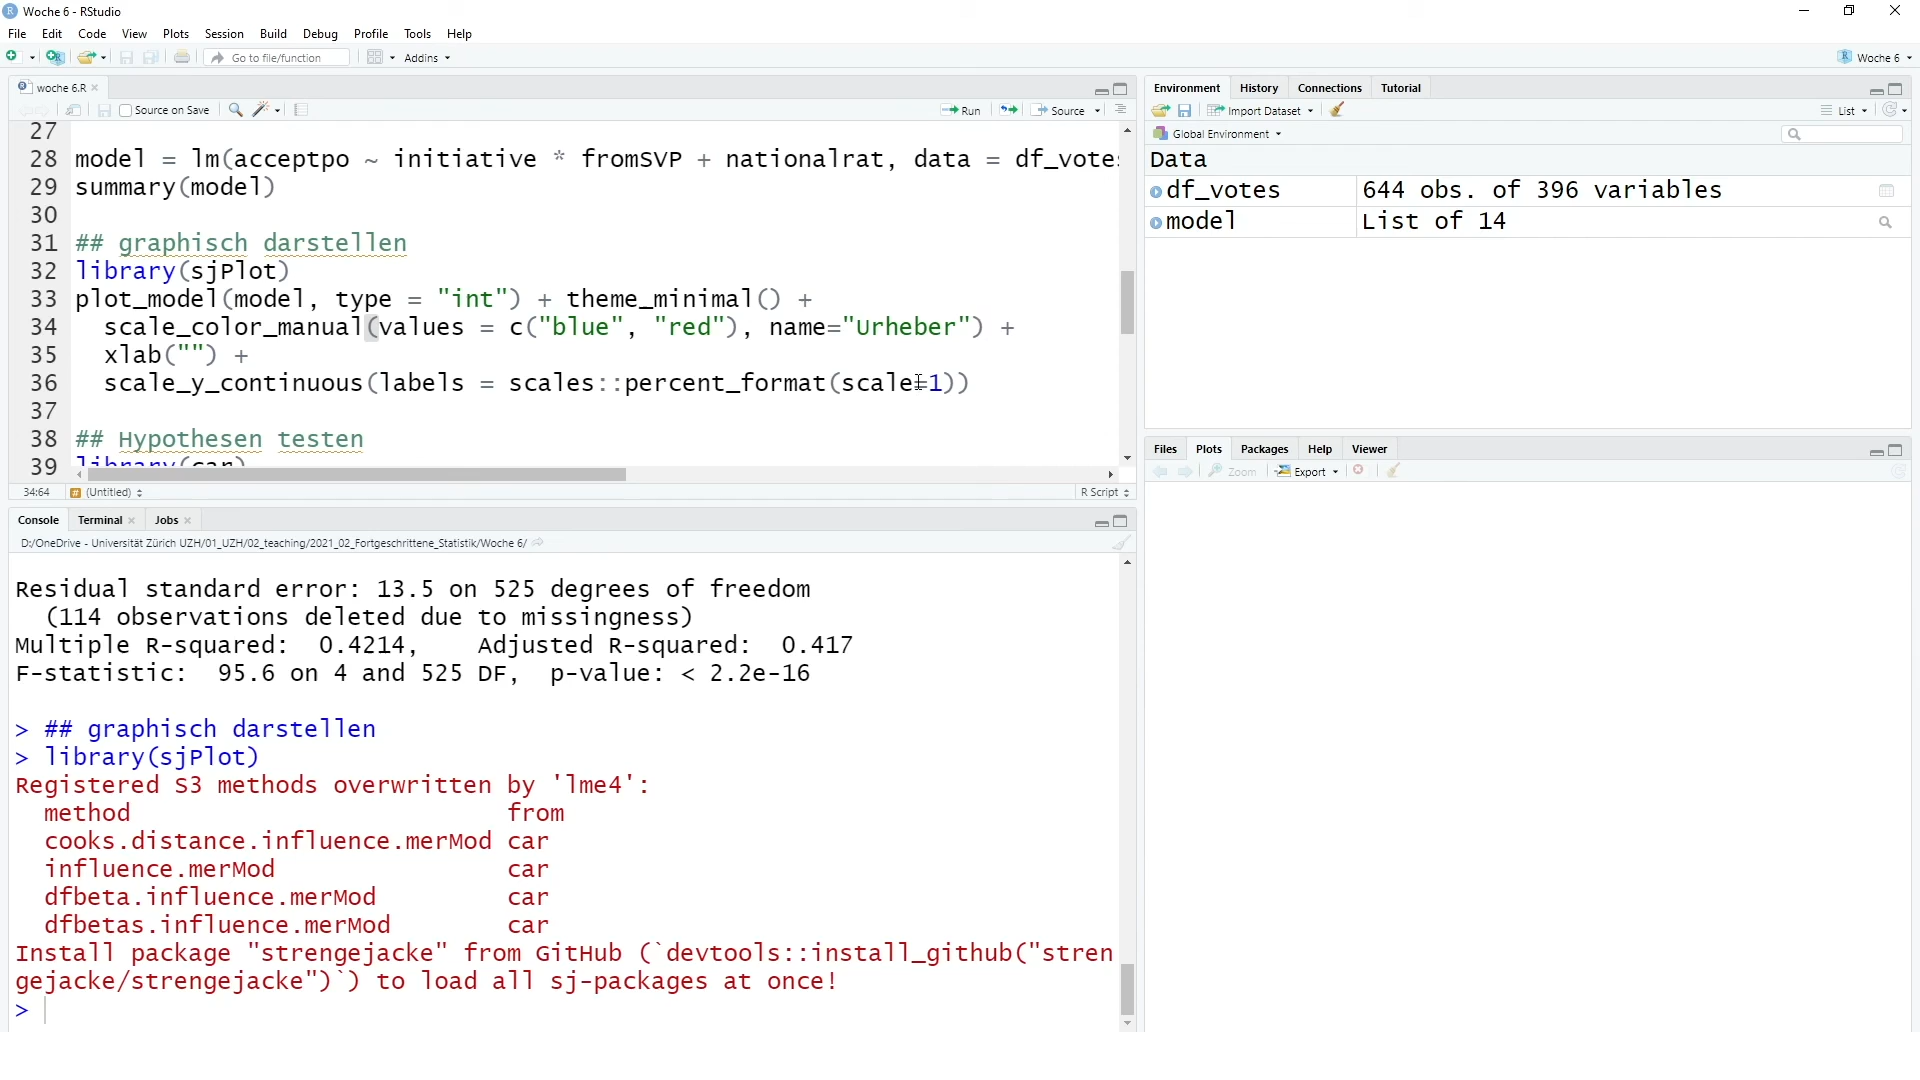 Woche 6 - RStudio
File Edit Code View Plots Session Build Debug Profile Tools Help
Go to file/function Addins Woche 6
woche 6.R
Source on Save Run Source
27
28 model = lm(acceptpo ~ initiative * fromSVP + nationalrat, data = df_votes
29 summary(model)
30
31 ## graphisch darstellen
32 library(sjPlot)
33 plot_model(model, type = "int") + theme_minimal() +
34 scale_color_manual(values = c("blue", "red"), name="Urheber") +
35 xlab("") +
36 scale_y_continuous(labels = scales::percent_format(scale=1))
37
38 ## Hypothesen testen
39 library(car)
34:64 (Untitled) R Script
Console Terminal Jobs
D:/OneDrive - Universität Zürich UZH/01_UZH/02_teaching/2021_02_Fortgeschrittene_Statistik/Woche 6/
Residual standard error: 13.5 on 525 degrees of freedom
(114 observations deleted due to missingness)
Multiple R-squared: 0.4214, Adjusted R-squared: 0.417
F-statistic: 95.6 on 4 and 525 DF, p-value: < 2.2e-16
> ## graphisch darstellen
> library(sjPlot)
Registered S3 methods overwritten by 'lme4':
method from
cooks.distance.influence.merMod car
influence.merMod car
dfbeta.influence.merMod car
dfbetas.influence.merMod car
Install package "strengejacke" from GitHub (`devtools::install_github("stren
gejacke/strengejacke")`) to load all sj-packages at once!
>
Environment History Connections Tutorial
Import Dataset List
Global Environment
Data
df_votes 644 obs. of 396 variables
model List of 14
Files Plots Packages Help Viewer
Zoom Export